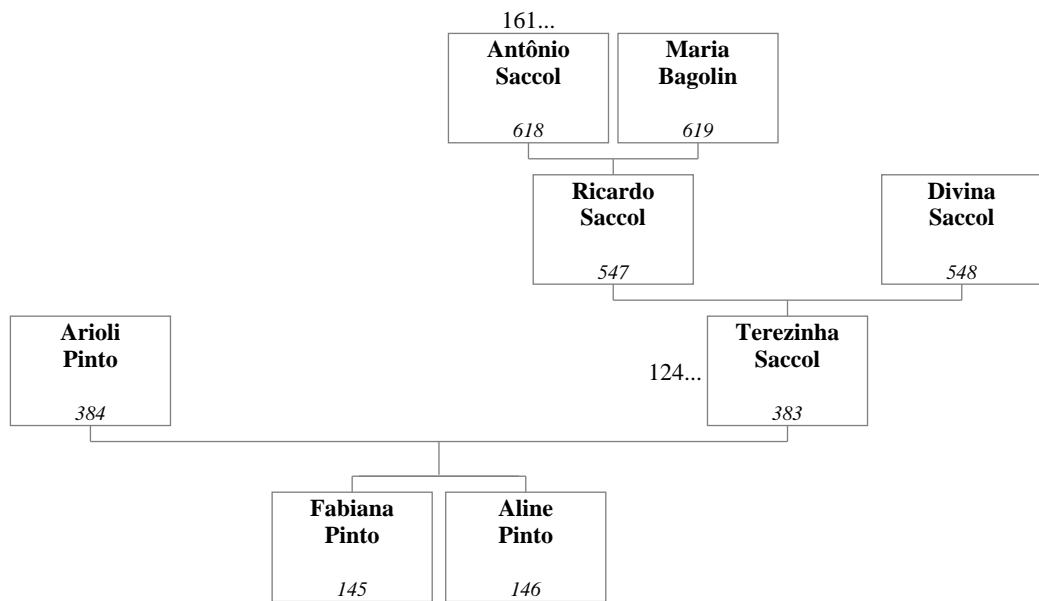 161...
Antônio
Saccol
618
Maria
Bagolin
619
Ricardo
Saccol
547
Divina
Saccol
548
Arioli
Pinto
384
124...
Terezinha
Saccol
383
Fabiana
Pinto
145
Aline
Pinto
146